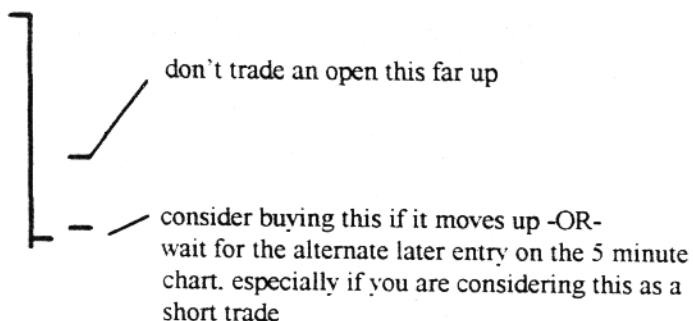 don't trade an open this far up
consider buying this if it moves up -OR-
wait for the alternate later entry on the 5 minute
chart. especially if you are considering this as a
short trade